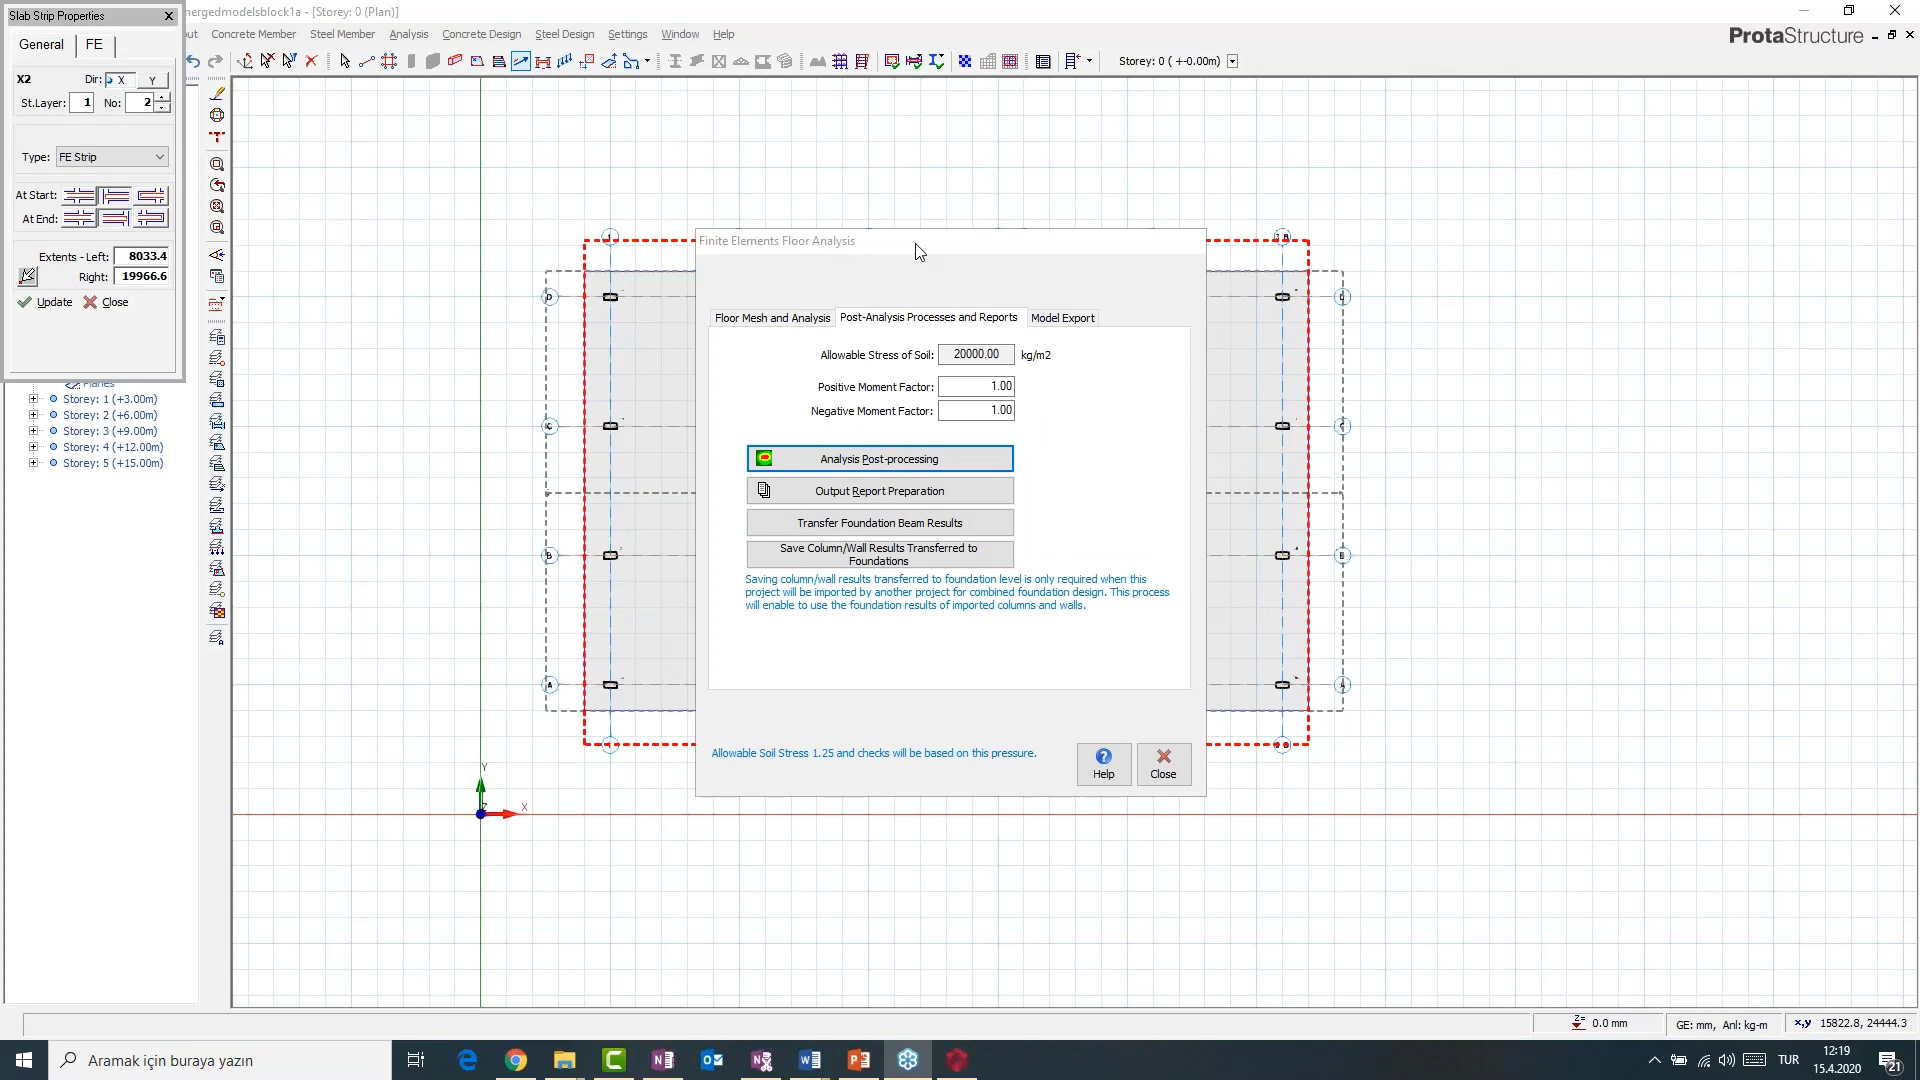 Slab Strip Properties
mergedmodelsblock1a - [Storey: 0 (Plan)]
General FE
Concrete Member Steel Member Analysis Concrete Design Steel Design Settings Window Help
ProtaStructure
X2 Dir: X Y
St.Layer: 1 No: 2
Storey: 0 ( +-0.00m)
Type: FE Strip
At Start:
At End:
Extents - Left: 8033.4
Right: 19966.6
Update Close
Planes
Storey: 1 (+3.00m)
Storey: 2 (+6.00m)
Storey: 3 (+9.00m)
Storey: 4 (+12.00m)
Storey: 5 (+15.00m)
Finite Elements Floor Analysis
Floor Mesh and Analysis Post-Analysis Processes and Reports Model Export
Allowable Stress of Soil: 20000.00 kg/m2
Positive Moment Factor: 1.00
Negative Moment Factor: 1.00
Analysis Post-processing
Output Report Preparation
Transfer Foundation Beam Results
Save Column/Wall Results Transferred to
Foundations
Saving column/wall results transferred to foundation level is only required when this
project will be imported by another project for combined foundation design. This process
will enable to use the foundation results of imported columns and walls.
Allowable Soil Stress 1.25 and checks will be based on this pressure.
Help
Close
D
B
A
Y
X
Z= 0.0 mm
GE: mm, Anl: kg-m
x,y 15822.8, 24444.3
Aramak için buraya yazın
TUR
12:19
15.4.2020
21